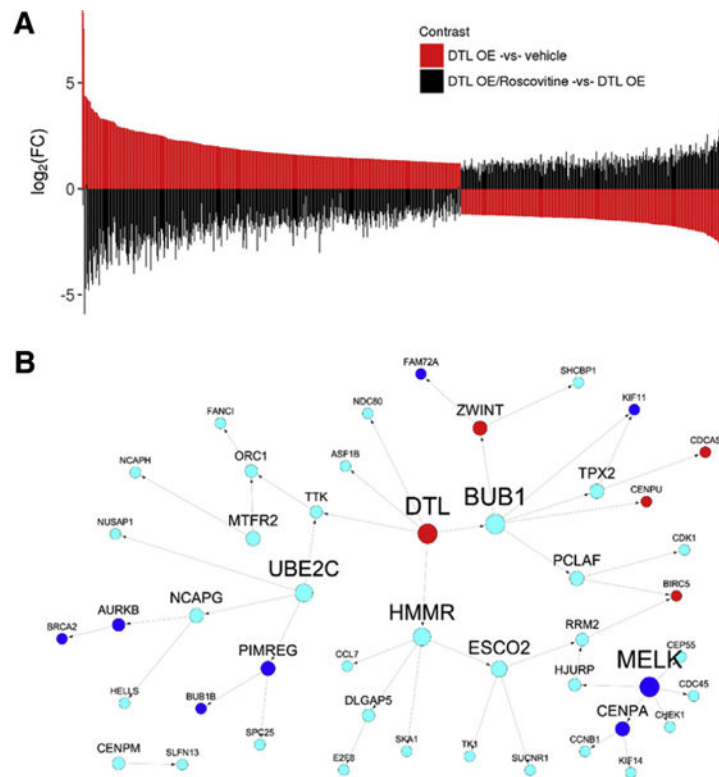 A
Contrast
DTL OE -vs- vehicle
DTL OE/Roscovitine -vs- DTL OE
5
0
-5
log2(FC)
B
FAM72A
SHCBP1
NDC80
ZWINT
KIF11
FANCI
CDCA5
NCAPH
ORC1
ASF1B
DTL
BUB1
TPX2
CENPU
NUSAP1
MTFR2
TTK
UBE2C
PCLAF
CDK1
BIRC5
AURKB
NCAPG
HMMR
BRCA2
PIMREG
CCL7
ESCO2
RRM2
MELK
CEP55
HELLS
BUB1B
DLGAP5
HJURP
CDC45
SPC25
CENPA
CHEK1
CENPM
SLFN13
E2F8
SKA1
TK1
SUCNR1
CCNB1
KIF14